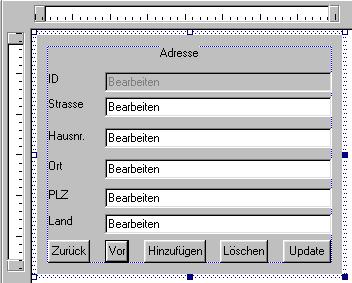 Adresse
ID Bearbeiten
Strasse Bearbeiten
Hausnr. Bearbeiten
Ort Bearbeiten
PLZ Bearbeiten
Land Bearbeiten
Zurück Vor Hinzufügen Löschen Update